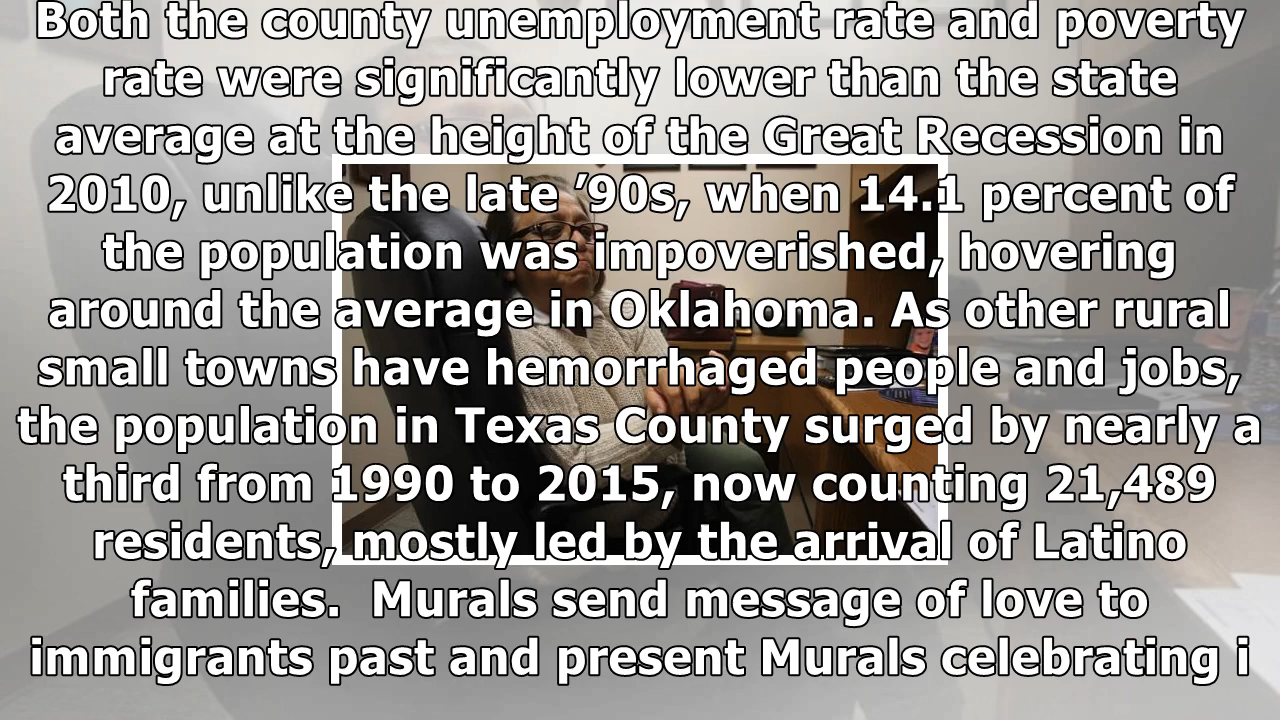 Both the county unemployment rate and poverty
rate were significantly lower than the state
average at the height of the Great Recession in
2010, unlike the late ’90s, when 14.1 percent of
the population was impoverished, hovering
around the average in Oklahoma. As other rural
small towns have hemorrhaged people and jobs,
the population in Texas County surged by nearly a
third from 1990 to 2015, now counting 21,489
residents, mostly led by the arrival of Latino
families.  Murals send message of love to
immigrants past and present Murals celebrating i